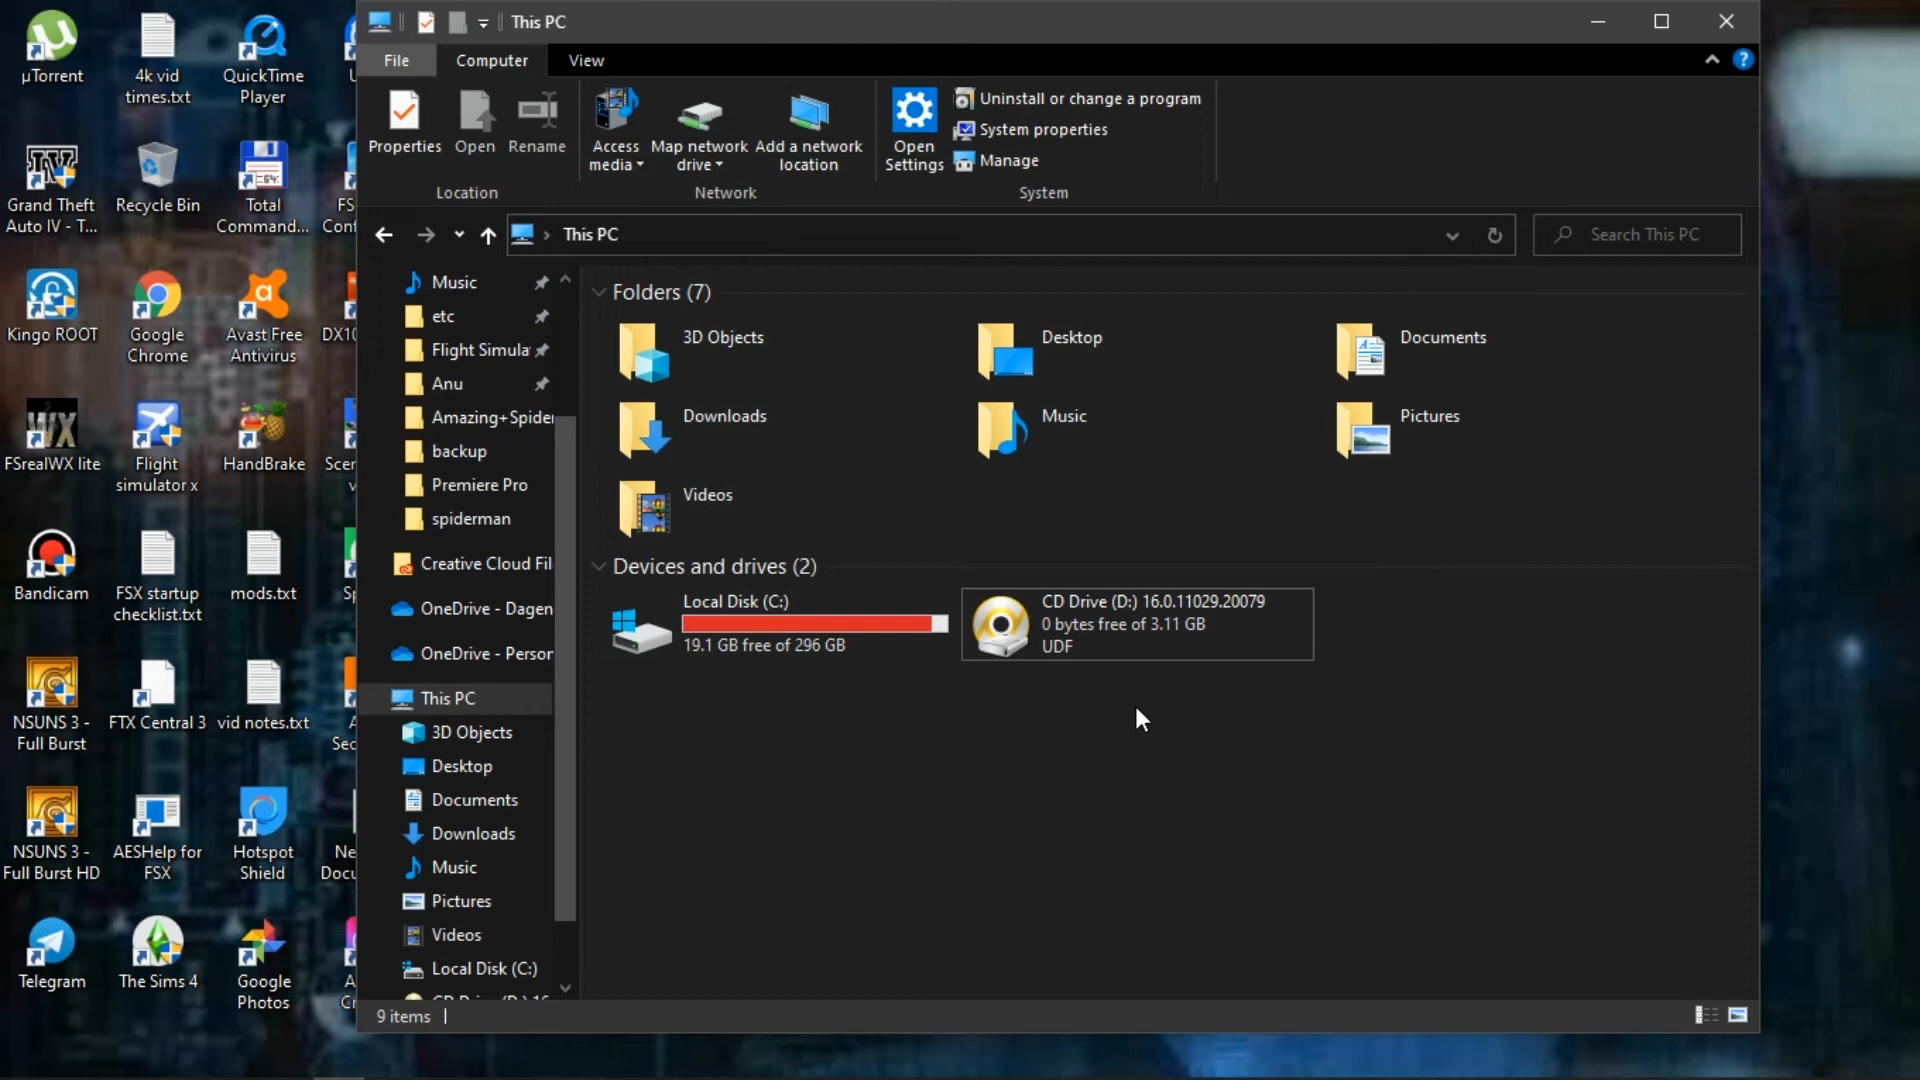 µTorrent
4k vid
times.txt
QuickTime
Player
Grand Theft
Auto IV - T...
Recycle Bin
Total
Command...
Kingo ROOT
Google
Chrome
Avast Free
Antivirus
FSrealWX lite
Flight
simulator x
HandBrake
Bandicam
FSX startup
checklist.txt
mods.txt
NSUNS 3 -
Full Burst
FTX Central 3
vid notes.txt
NSUNS 3 -
Full Burst HD
AESHelp for
FSX
Hotspot
Shield
Telegram
The Sims 4
Google
Photos
This PC
File
Computer
View
Properties
Open
Rename
Access
media
Map network
drive
Add a network
location
Open
Settings
Uninstall or change a program
System properties
Manage
Location
Network
System
This PC
Search This PC
Music
etc
Flight Simula
Anu
Amazing+Spider
backup
Premiere Pro
spiderman
Creative Cloud Fil
OneDrive - Dagen
OneDrive - Person
This PC
3D Objects
Desktop
Documents
Downloads
Music
Pictures
Videos
Local Disk (C:)
Folders (7)
3D Objects
Desktop
Documents
Downloads
Music
Pictures
Videos
Devices and drives (2)
Local Disk (C:)
19.1 GB free of 296 GB
CD Drive (D:) 16.0.11029.20079
0 bytes free of 3.11 GB
UDF
9 items